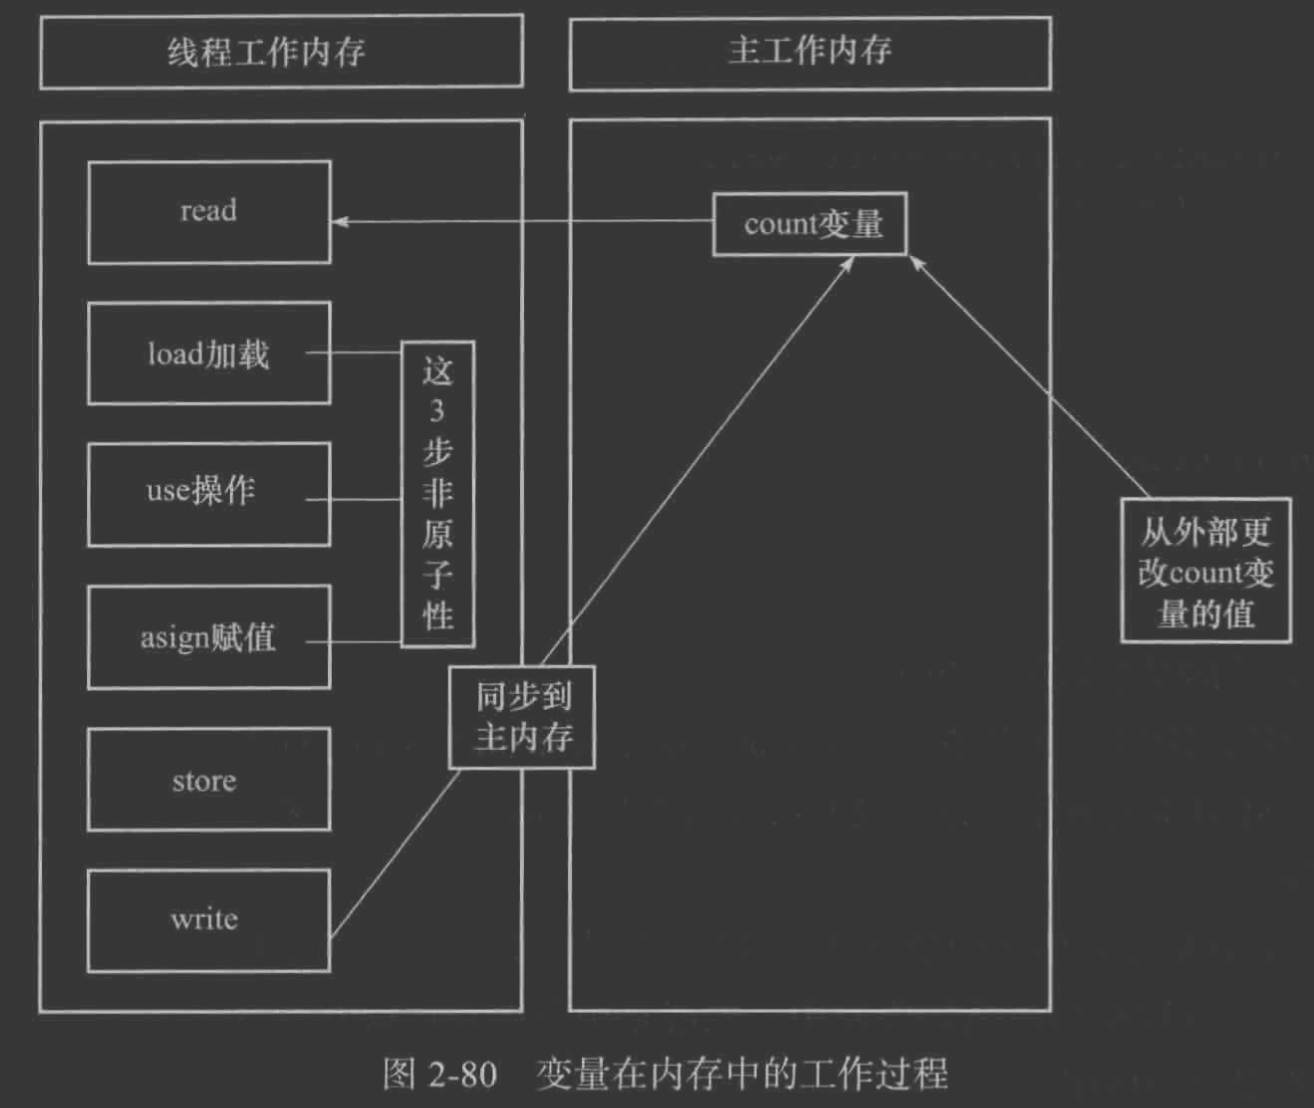 线程工作内存
主工作内存
read
count变量
load加载
use操作
asign赋值
这
3
步
非
原
子
性
同步到
主内存
从外部更
改count变
量的值
store
write
图 2-80 变量在内存中的工作过程